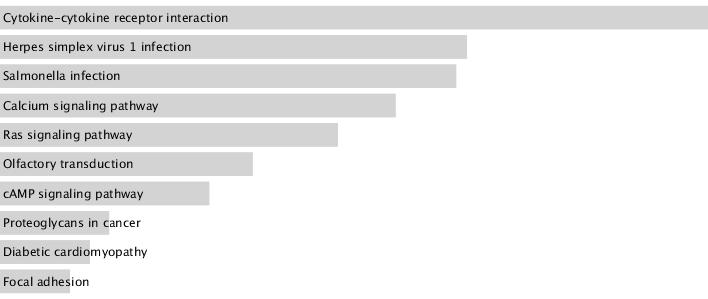 Cytokine-cytokine receptor interaction
Herpes simplex virus 1 infection
Salmonella infection
Calcium signaling pathway
Ras signaling pathway
Olfactory transduction
cAMP signaling pathway
Proteoglycans in cancer
Diabetic cardiomyopathy
Focal adhesion